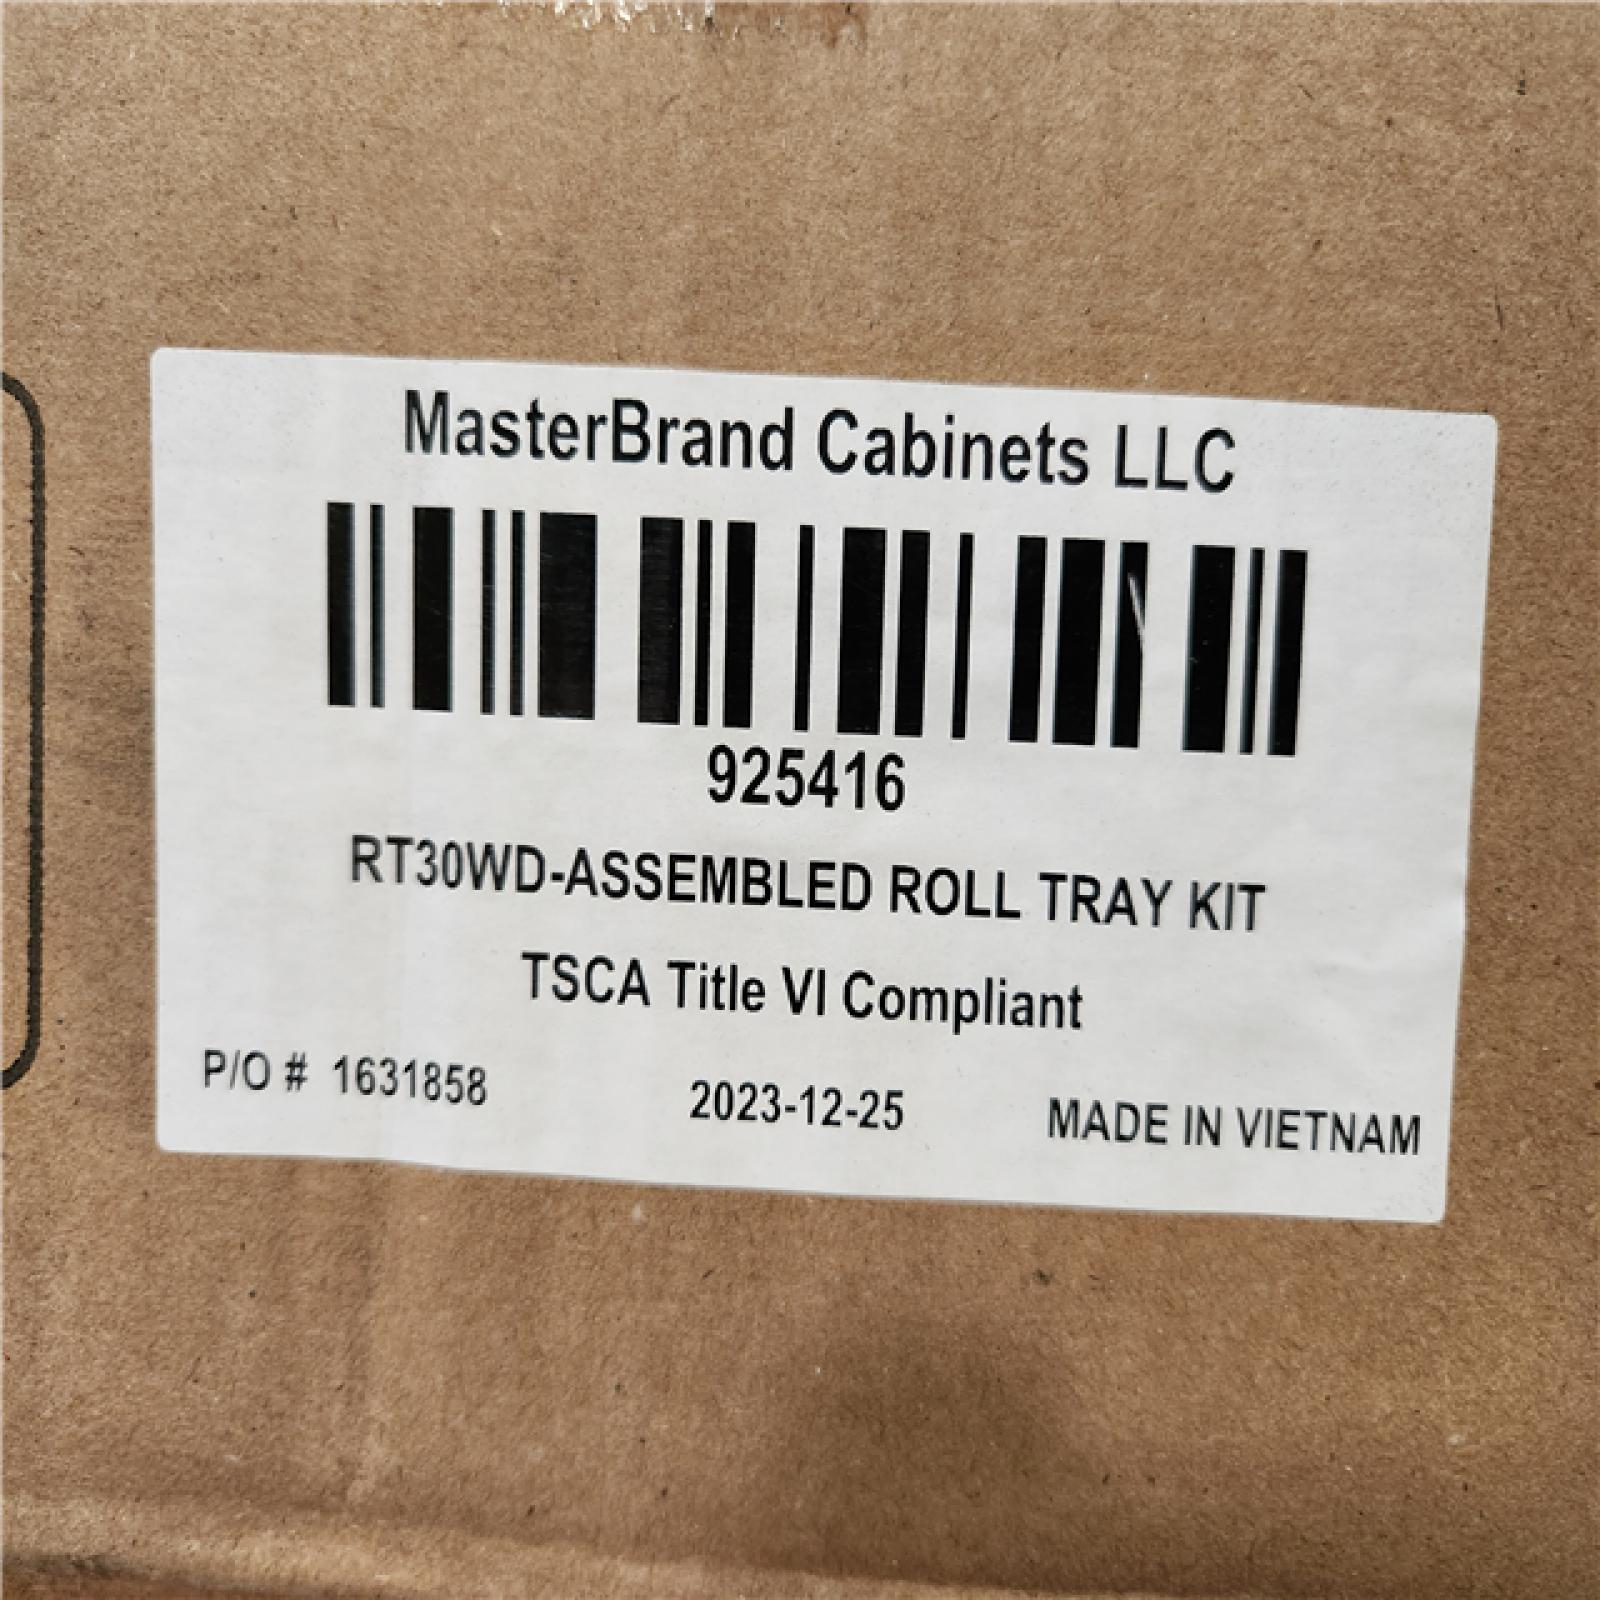 MasterBrand Cabinets LLC
925416
RT30WD-ASSEMBLED ROLL TRAY KIT
TSCA Title VI Compliant
P/O # 1631858 2023-12-25 MADE IN VIETNAM